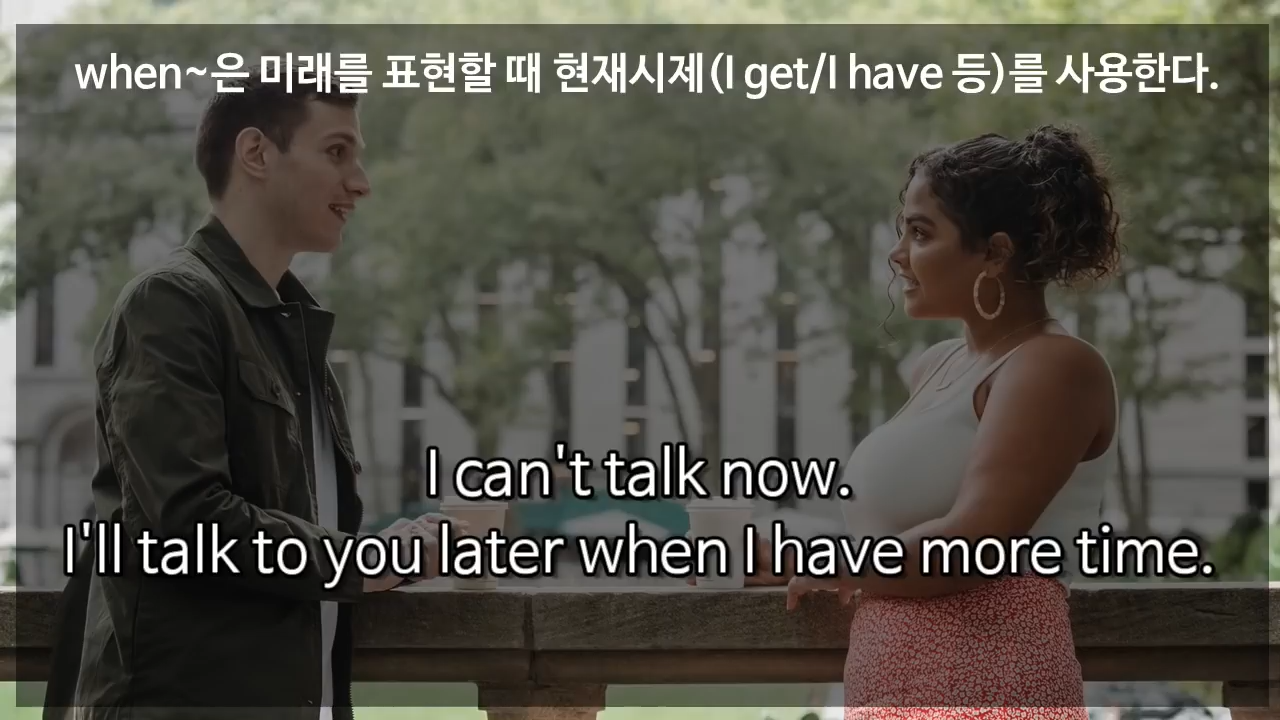 when~은 미래를 표현할 때 현재시제(I get/I have 등)를 사용한다.
I can't talk now.
I'll talk to you later when I have more time.